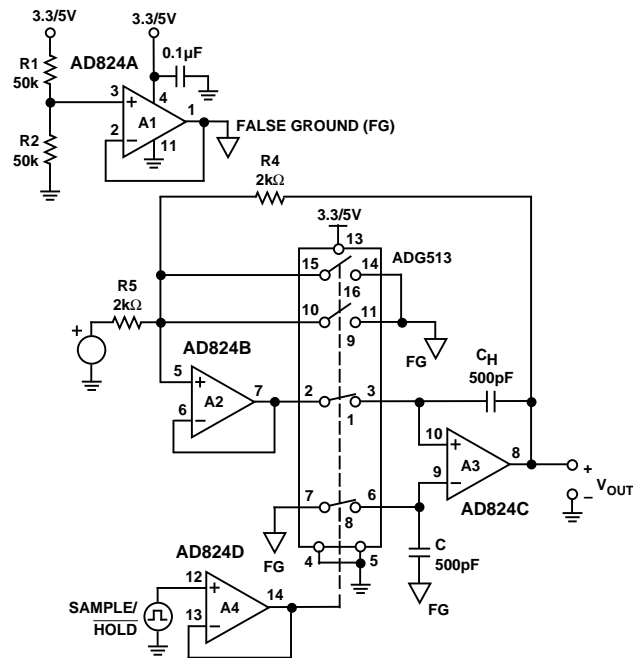 3.3/5V 3.3/5V
R1
50k
AD824A
0.1µF
3
+
4
A1
1
2
–
11
FALSE GROUND (FG)
R2
50k
R4
2kΩ
3.3/5V
13
ADG513
15
14
16
10
11
9
R5
2kΩ
+
FG
AD824B
5
+
A2
7
6
–
2
3
1
CH
500pF
10
+
A3
8
9
–
AD824C
+
VOUT
–
7
6
8
FG
4
5
C
500pF
FG
AD824D
12
+
A4
14
13
–
SAMPLE/
HOLD